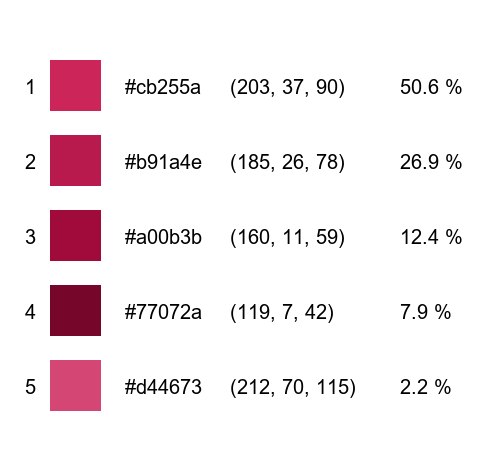 1 #cb255a (203, 37, 90) 50.6 %
2 #b91a4e (185, 26, 78) 26.9 %
3 #a00b3b (160, 11, 59) 12.4 %
4 #77072a (119, 7, 42) 7.9 %
5 #d44673 (212, 70, 115) 2.2 %